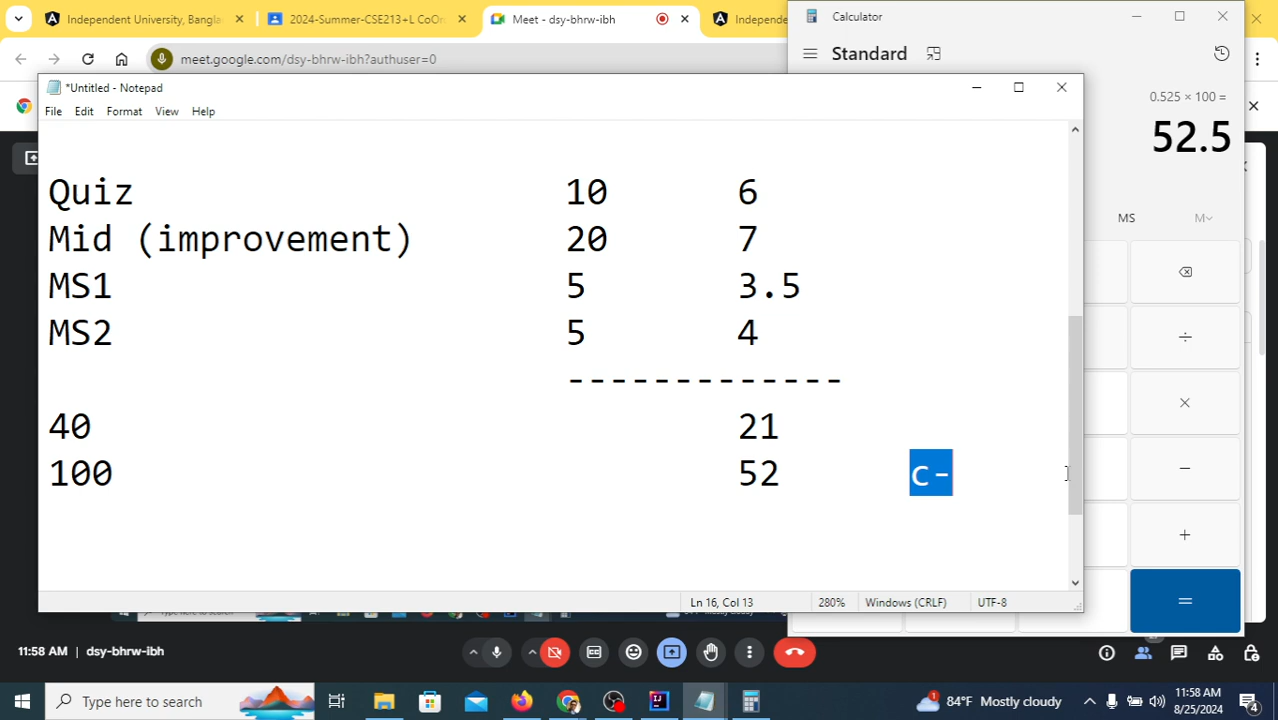 Independent University, Bangla
2024-Summer-CSE213+L CoOr
Meet - dsy-bhrw-ibh
Independe
Calculator
meet.google.com/dsy-bhrw-ibh?authuser=0
Standard
*Untitled - Notepad
File Edit Format View Help
0.525 × 100 =
52.5
MS M
Quiz 10 6
Mid (improvement) 20 7
MS1 5 3.5
MS2 5 4
-------------
40 21
100 52 C-
÷
×
−
+
=
Ln 16, Col 13 280% Windows (CRLF) UTF-8
11:58 AM | dsy-bhrw-ibh
Type here to search
84°F Mostly cloudy
1
11:58 AM
8/25/2024
4